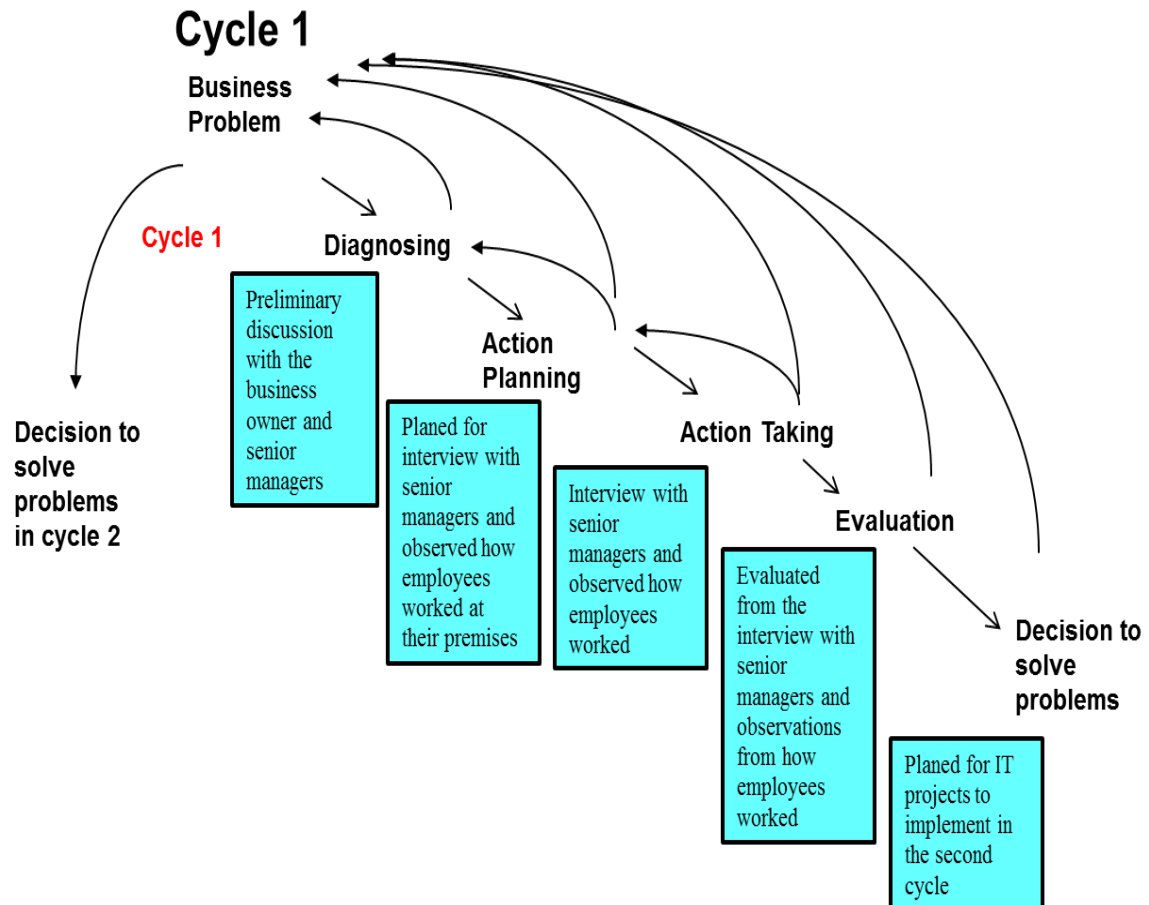 Cycle 1
Business
Problem
Cycle 1
Diagnosing
Preliminary
discussion
with the
business
owner and
senior
managers
Action
Planning
Planed for
interview with
senior
managers and
observed how
employees
worked at
their premises
Action Taking
Interview with
senior
managers and
observed how
employees
worked
Evaluation
Evaluated
from the
interview with
senior
managers and
observations
from how
employees
worked
Decision to
solve
problems
Planed for IT
projects to
implement in
the second
cycle
Decision to
solve
problems
in cycle 2